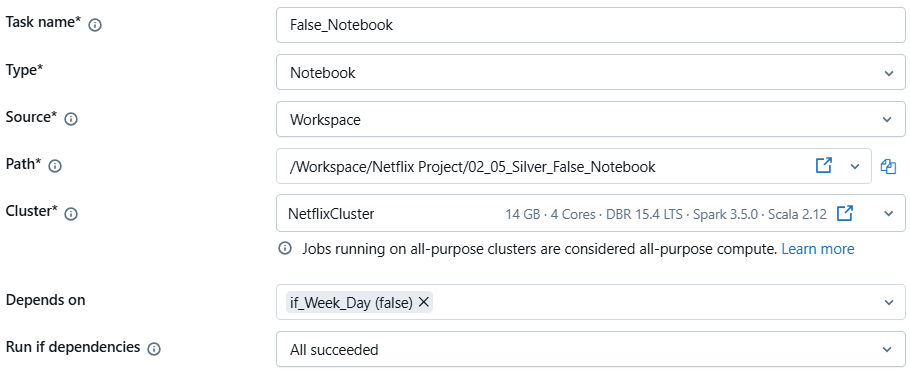 Task name*
False_Notebook
Type*
Notebook
Source*
Workspace
Path*
/Workspace/Netflix Project/02_05_Silver_False_Notebook
Cluster*
NetflixCluster 14 GB · 4 Cores · DBR 15.4 LTS · Spark 3.5.0 · Scala 2.12
Jobs running on all-purpose clusters are considered all-purpose compute. Learn more
Depends on
if_Week_Day (false)
Run if dependencies
All succeeded